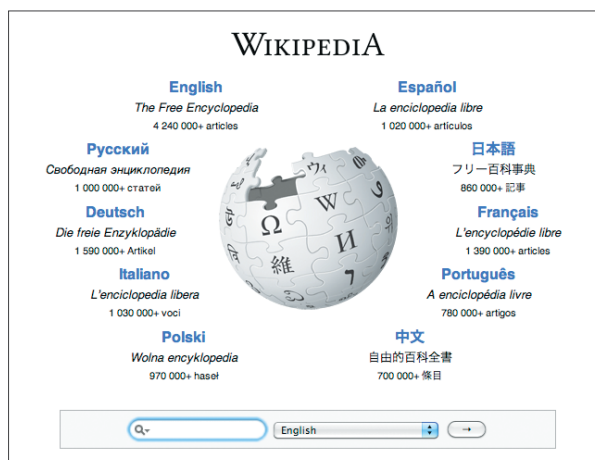 WIKIPEDIA
English
The Free Encyclopedia
4 240 000+ articles
Español
La enciclopedia libre
1 020 000+ artículos
Русский
Свободная энциклопедия
1 000 000+ статей
日本語
フリー百科事典
860 000+ 記事
Deutsch
Die freie Enzyklopädie
1 590 000+ Artikel
Français
L'encyclopédie libre
1 390 000+ articles
Italiano
L'enciclopedia libera
1 030 000+ voci
Português
A enciclopédia livre
780 000+ artigos
Polski
Wolna encyklopedia
970 000+ haseł
中文
自由的百科全書
700 000+ 條目
Ω
W
И
維
ウィ
7
English
→